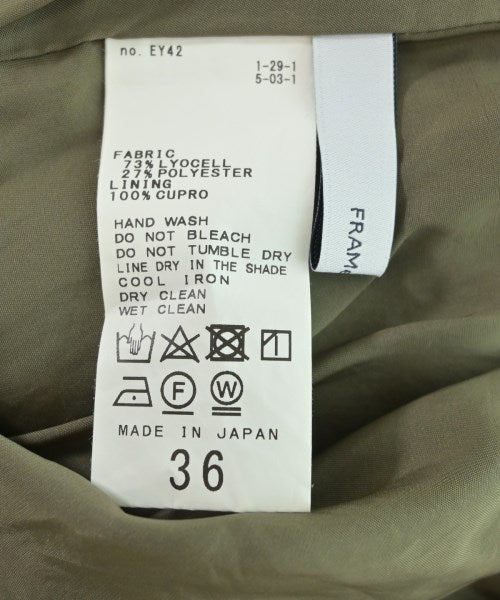 no. EY42
1-29-1
5-03-1
FABRIC
73% LYOCELL
27% POLYESTER
LINING
100% CUPRO
HAND WASH
DO NOT BLEACH
DO NOT TUMBLE DRY
LINE DRY IN THE SHADE
COOL IRON
DRY CLEAN
WET CLEAN
F
W
MADE IN JAPAN
36